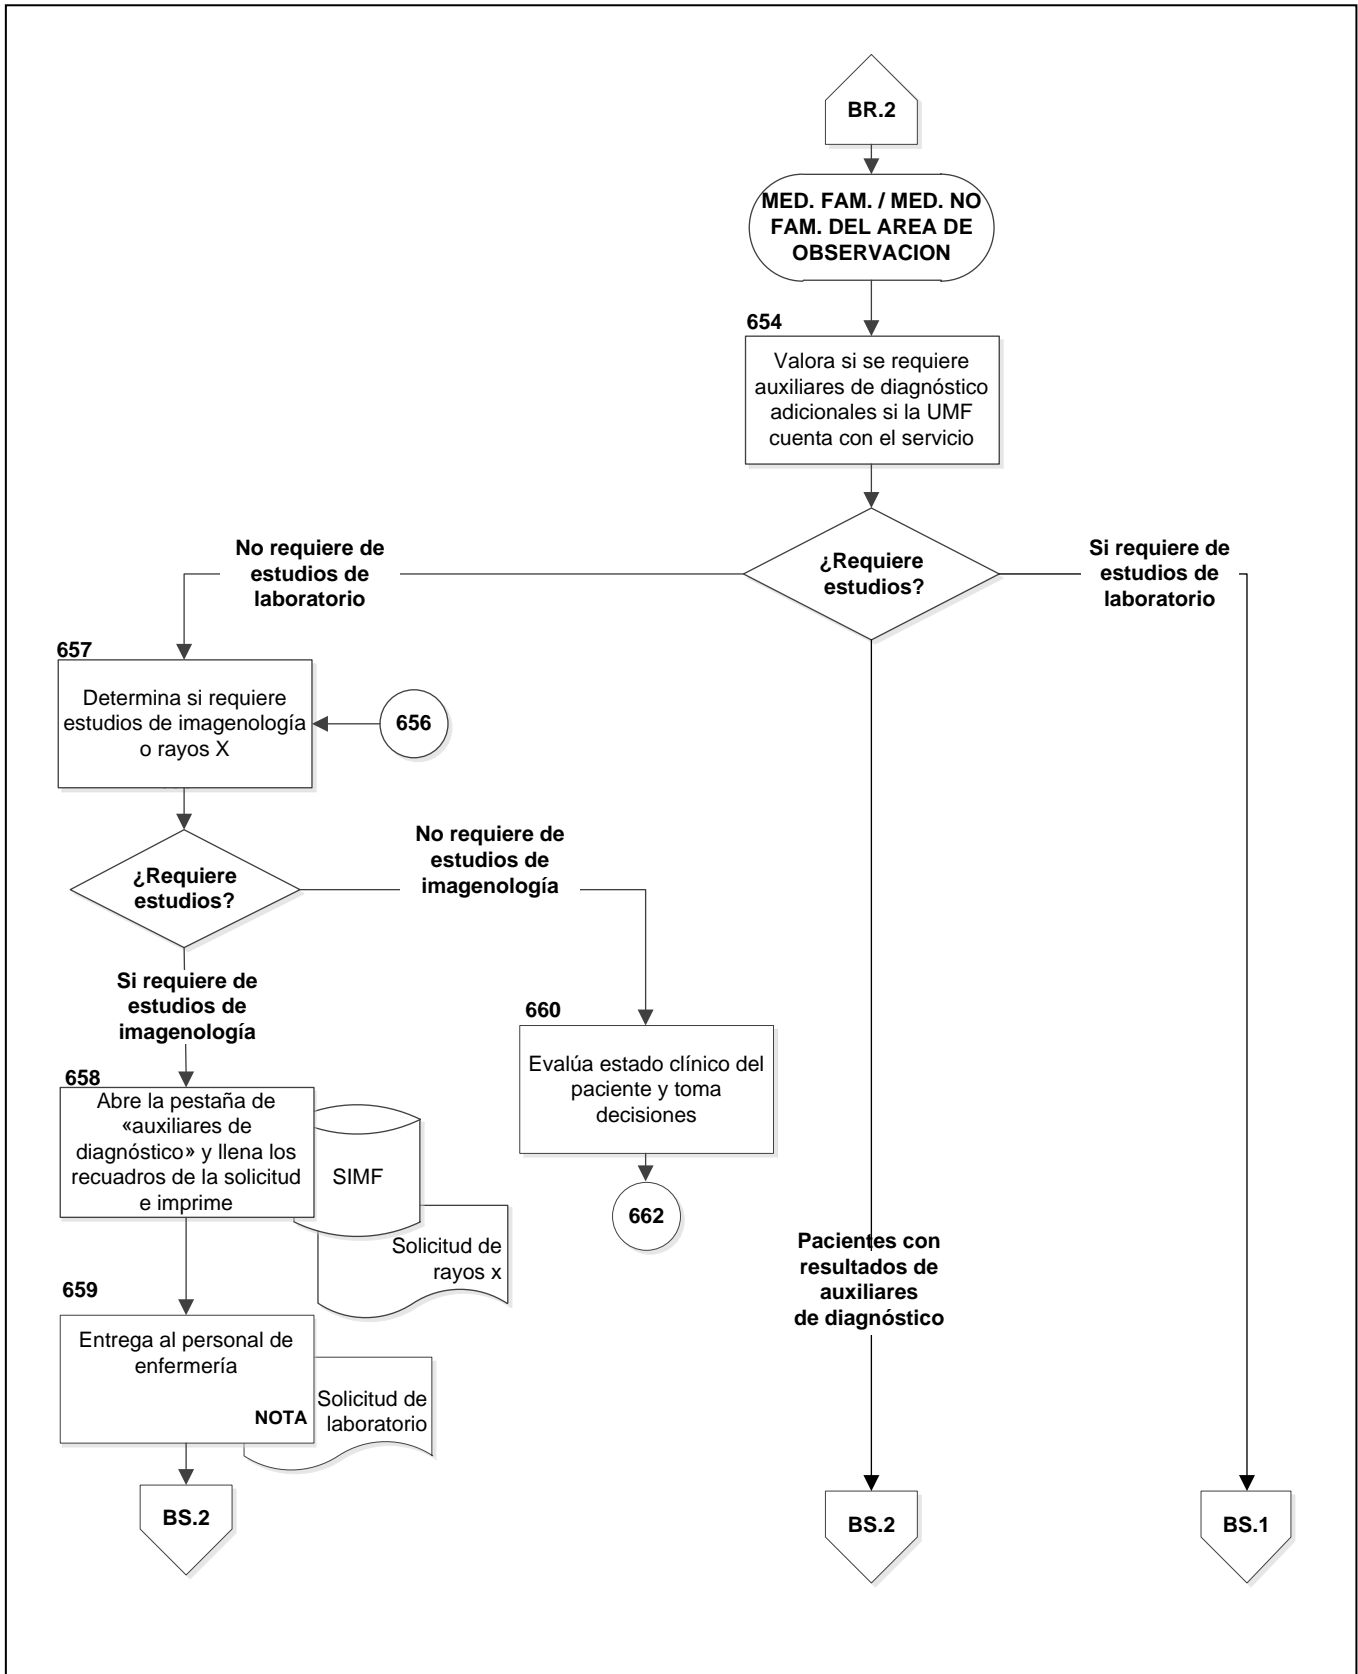 BR.2
MED. FAM. / MED. NO
FAM. DEL AREA DE
OBSERVACION
654
Valora si se requiere
auxiliares de diagnóstico
adicionales si la UMF
cuenta con el servicio
¿Requiere
estudios?
No requiere de
estudios de
laboratorio
Si requiere de
estudios de
laboratorio
657
Determina si requiere
estudios de imagenología
o rayos X
656
¿Requiere
estudios?
No requiere de
estudios de
imagenología
Si requiere de
estudios de
imagenología
660
Evalúa estado clínico del
paciente y toma
decisiones
662
658
Abre la pestaña de
«auxiliares de
diagnóstico» y llena los
recuadros de la solicitud
e imprime
SIMF
Solicitud de
rayos x
Pacientes con
resultados de
auxiliares
de diagnóstico
659
Entrega al personal de
enfermería
NOTA
Solicitud de
laboratorio
BS.2
BS.2
BS.1